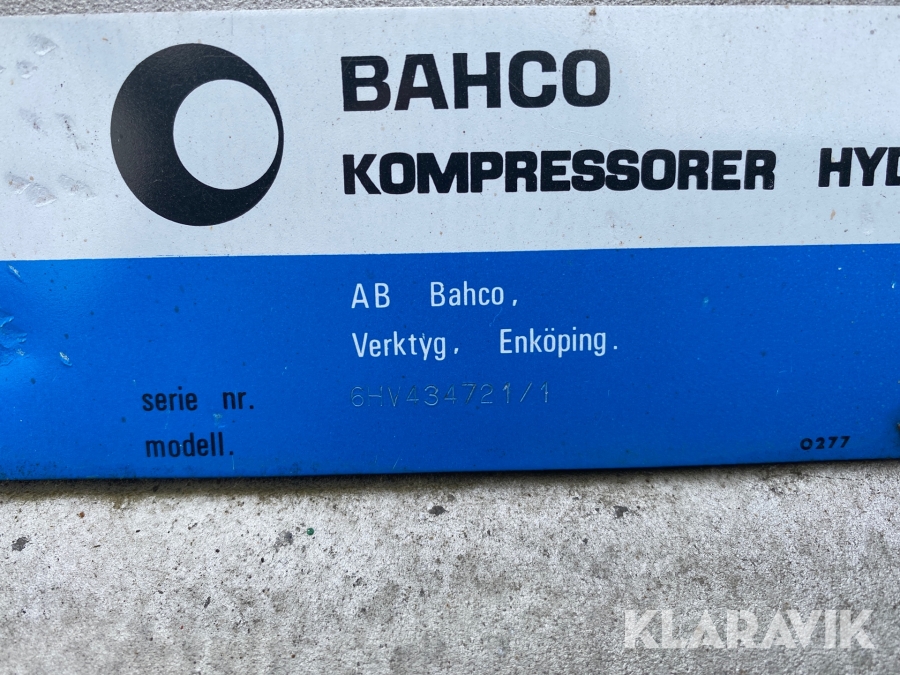 BAHCO
KOMPRESSORER HYD
AB Bahco,
Verktyg, Enköping.
serie nr. 6HV434721/1
modell.
0277
KLARAVIK